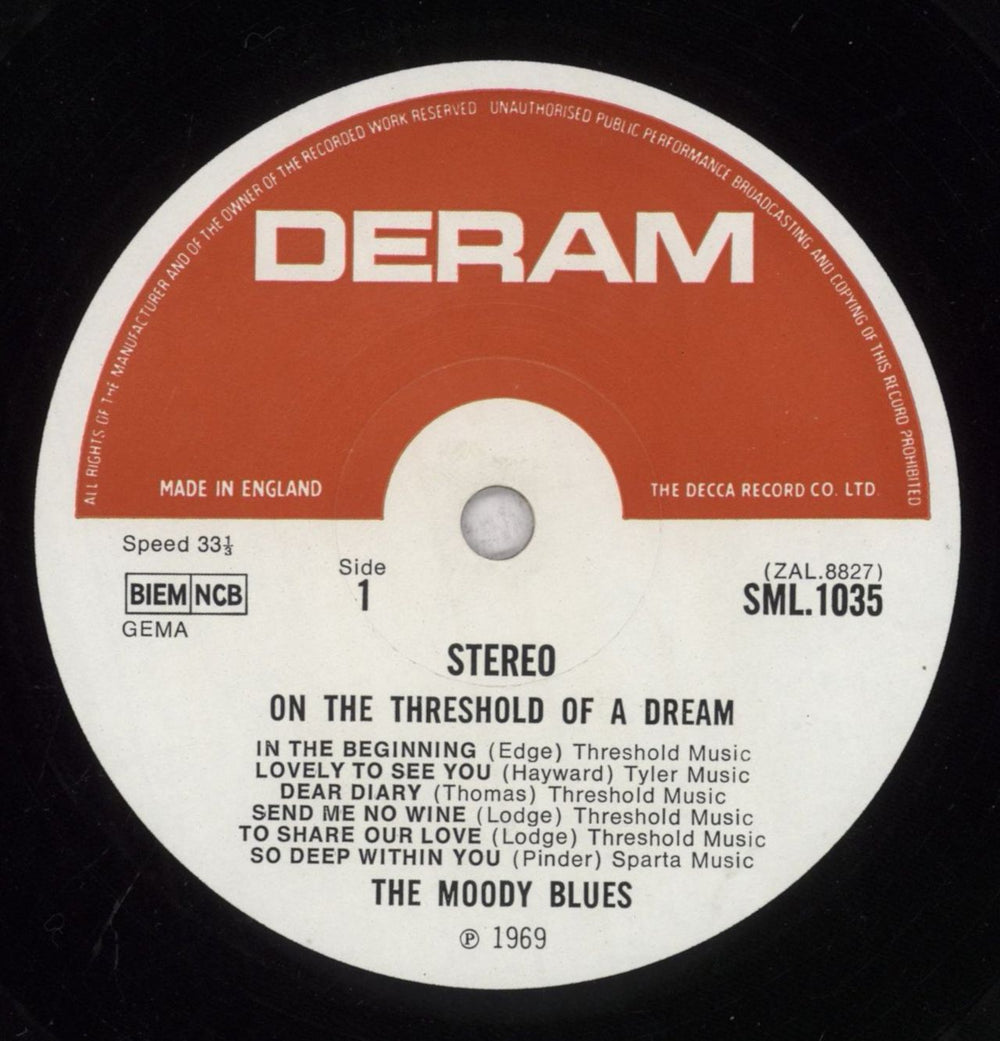 ALL RIGHTS OF THE MANUFACTURER AND OF THE OWNER OF THE RECORDED WORK RESERVED UNAUTHORISED PUBLIC PERFORMANCE BROADCASTING AND COPYING OF THIS RECORD PROHIBITED
DERAM
MADE IN ENGLAND
THE DECCA RECORD CO. LTD
Speed 33⅓
BIEM NCB
GEMA
Side
1
(ZAL.8827)
SML.1035
STEREO
ON THE THRESHOLD OF A DREAM
IN THE BEGINNING (Edge) Threshold Music
LOVELY TO SEE YOU (Hayward) Tyler Music
DEAR DIARY (Thomas) Threshold Music
SEND ME NO WINE (Lodge) Threshold Music
TO SHARE OUR LOVE (Lodge) Threshold Music
SO DEEP WITHIN YOU (Pinder) Sparta Music
THE MOODY BLUES
℗ 1969